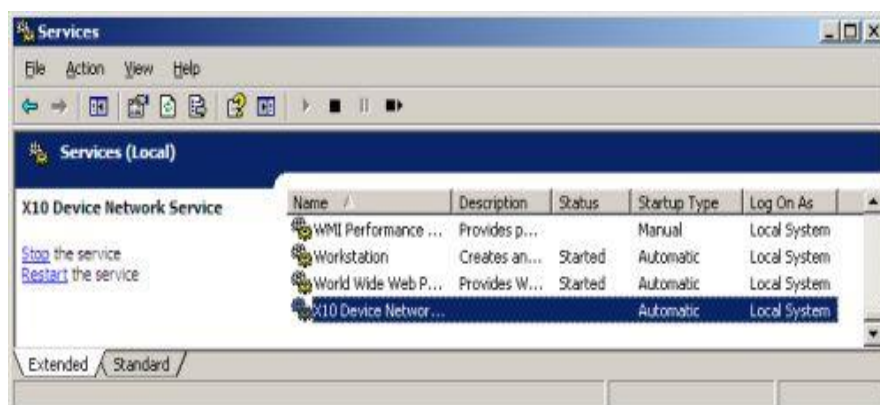 Services
File Action View Help
Services (Local)
X10 Device Network Service
Stop the service
Restart the service
Name Description Status Startup Type Log On As
WMI Performance ... Provides p... Manual Local System
Workstation Creates an... Started Automatic Local System
World Wide Web P... Provides W... Started Automatic Local System
X10 Device Networ... Automatic Local System
Extended Standard